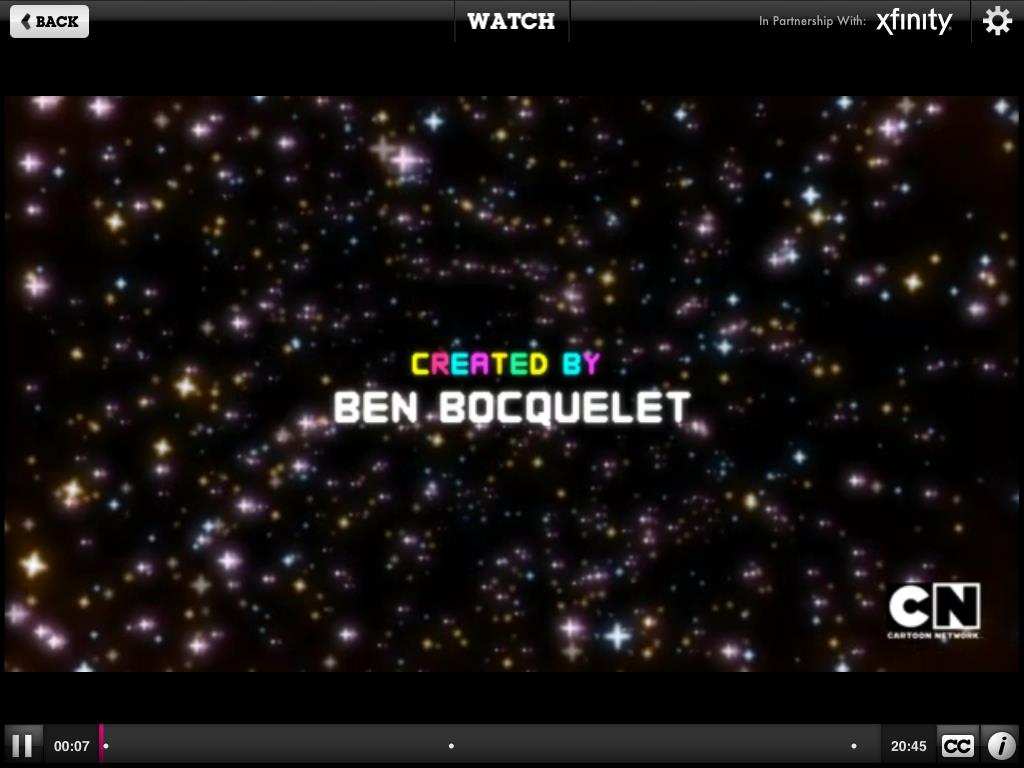 BACK
WATCH
In Partnership With: xfinity
CREATED BY
BEN BOCQUELET
CN
CARTOON NETWORK
00:07
20:45
CC
i